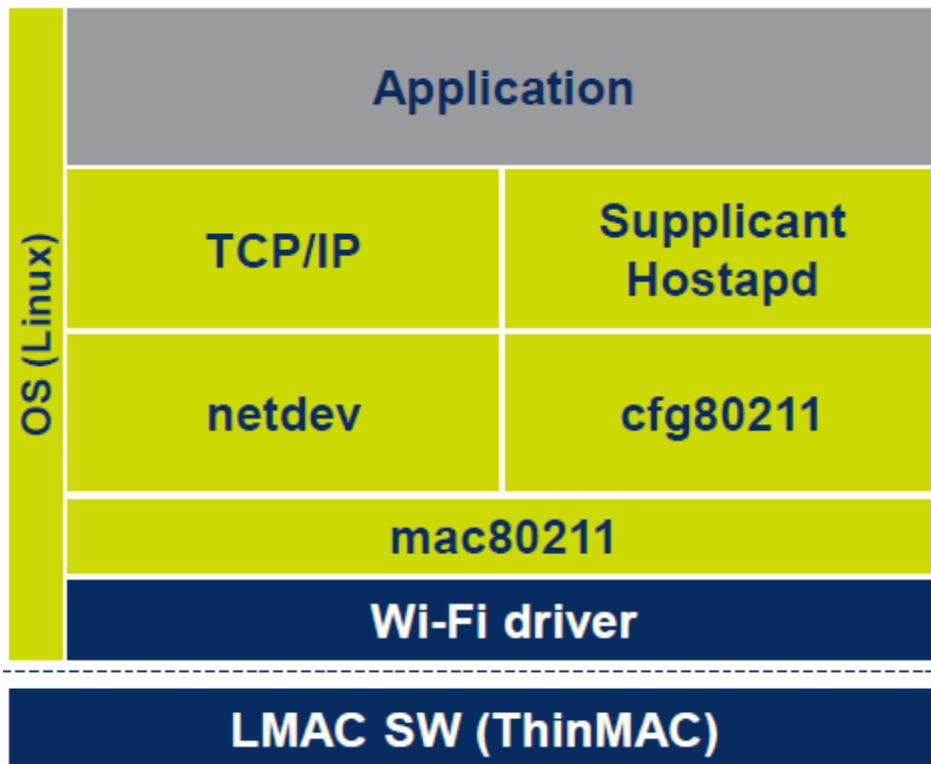 Application
OS (Linux)
TCP/IP
Supplicant
Hostapd
netdev
cfg80211
mac80211
Wi-Fi driver
LMAC SW (ThinMAC)